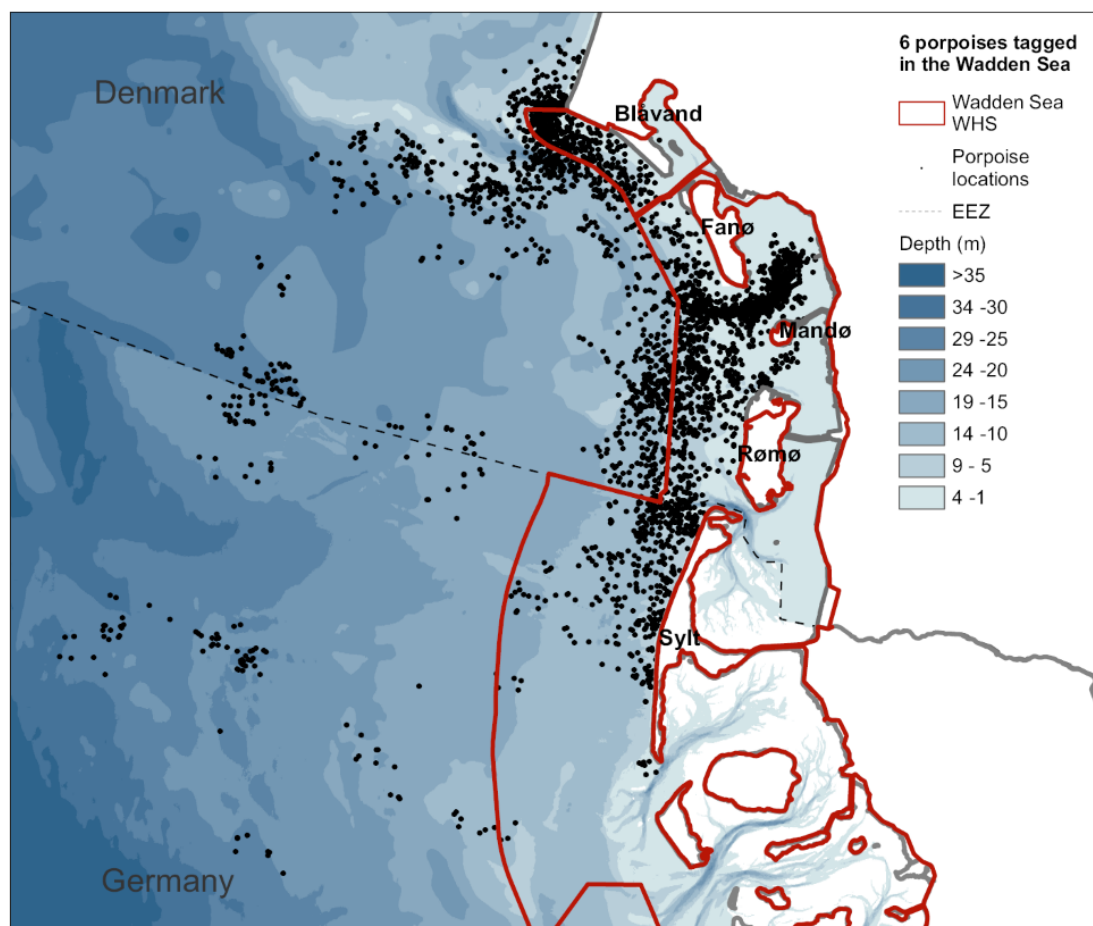 Denmark
Germany
Blåvand
Fanø
Mandø
Rømø
Sylt
6 porpoises tagged
in the Wadden Sea
Wadden Sea
WHS
Porpoise
locations
EEZ
Depth (m)
>35
34 -30
29 -25
24 -20
19 -15
14 -10
9 - 5
4 -1